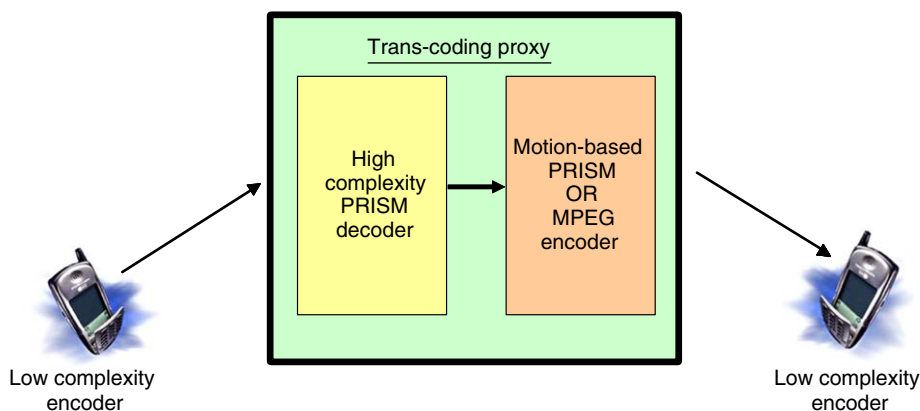 Trans-coding proxy
High
complexity
PRISM
decoder
Motion-based
PRISM
OR
MPEG
encoder
Low complexity
encoder
Low complexity
encoder